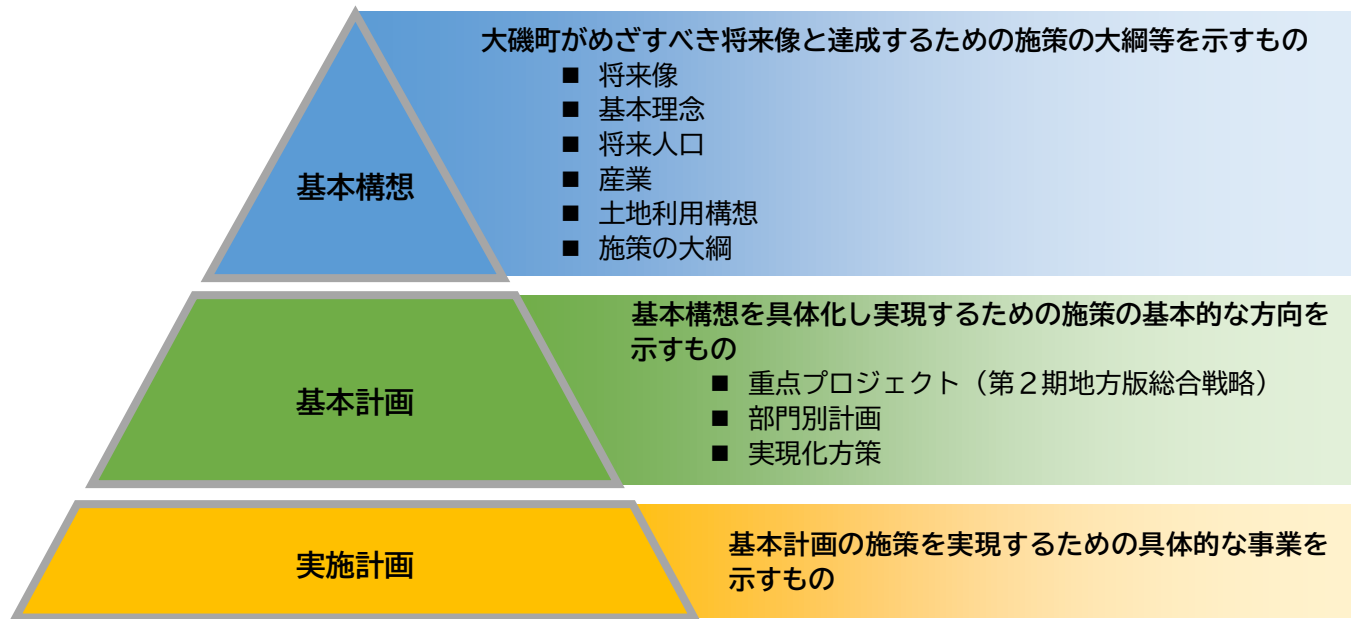 大磯町がめざすべき将来像と達成するための施策の大綱等を示すもの
■ 将来像
■ 基本理念
■ 将来人口
■ 産業
■ 土地利用構想
■ 施策の大綱
基本構想
基本構想を具体化し実現するための施策の基本的な方向を
示すもの
■ 重点プロジェクト（第２期地方版総合戦略）
■ 部門別計画
■ 実現化方策
基本計画
基本計画の施策を実現するための具体的な事業を
示すもの
実施計画